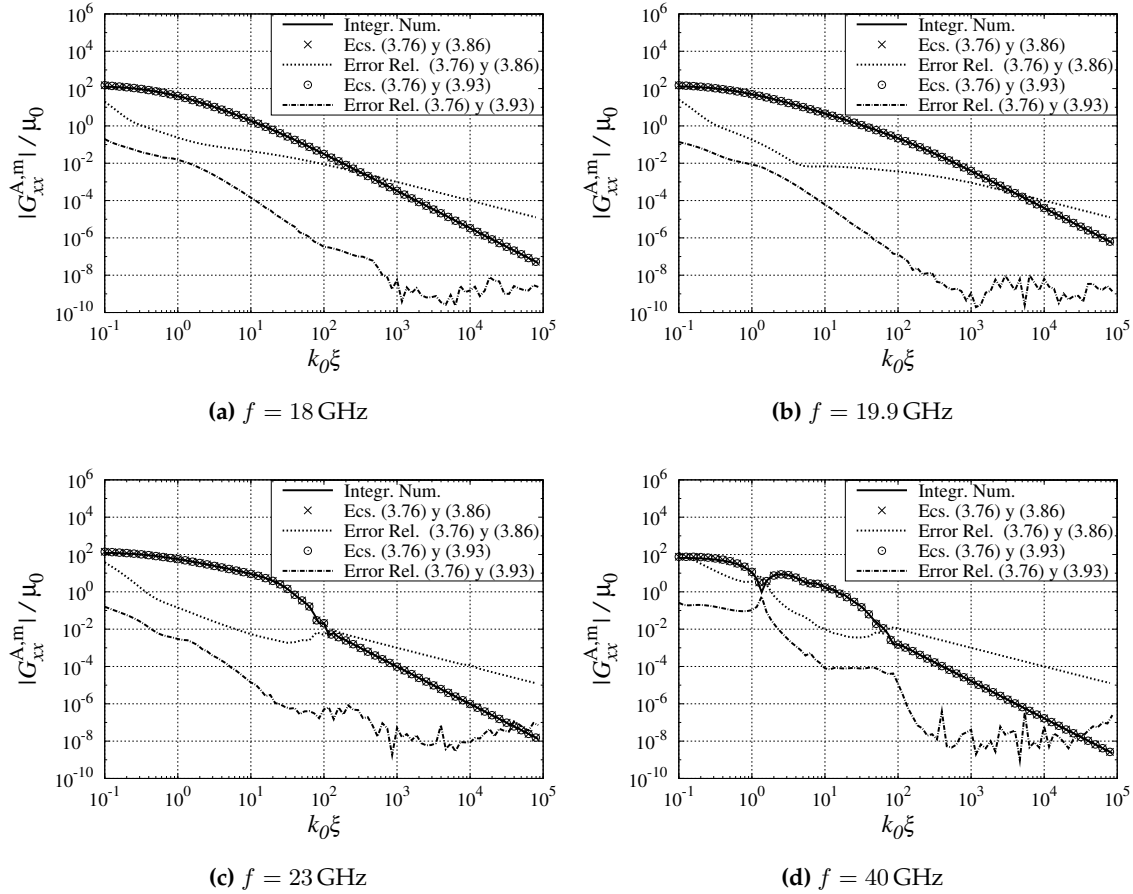 10^6
10^4
10^2
10^0
10^-2
10^-4
10^-6
10^-8
10^-10
|G_xx^A,m| / μ_0
Integr. Num.
Ecs. (3.76) y (3.86)
Error Rel. (3.76) y (3.86)
Ecs. (3.76) y (3.93)
Error Rel. (3.76) y (3.93)
10^-1 10^0 10^1 10^2 10^3 10^4 10^5
k_0ξ
(a) f = 18 GHz
10^6
10^4
10^2
10^0
10^-2
10^-4
10^-6
10^-8
10^-10
|G_xx^A,m| / μ_0
Integr. Num.
Ecs. (3.76) y (3.86)
Error Rel. (3.76) y (3.86)
Ecs. (3.76) y (3.93)
Error Rel. (3.76) y (3.93)
10^-1 10^0 10^1 10^2 10^3 10^4 10^5
k_0ξ
(b) f = 19.9 GHz
10^6
10^4
10^2
10^0
10^-2
10^-4
10^-6
10^-8
10^-10
|G_xx^A,m| / μ_0
Integr. Num.
Ecs. (3.76) y (3.86)
Error Rel. (3.76) y (3.86)
Ecs. (3.76) y (3.93)
Error Rel. (3.76) y (3.93)
10^-1 10^0 10^1 10^2 10^3 10^4 10^5
k_0ξ
(c) f = 23 GHz
10^6
10^4
10^2
10^0
10^-2
10^-4
10^-6
10^-8
10^-10
|G_xx^A,m| / μ_0
Integr. Num.
Ecs. (3.76) y (3.86)
Error Rel. (3.76) y (3.86)
Ecs. (3.76) y (3.93)
Error Rel. (3.76) y (3.93)
10^-1 10^0 10^1 10^2 10^3 10^4 10^5
k_0ξ
(d) f = 40 GHz